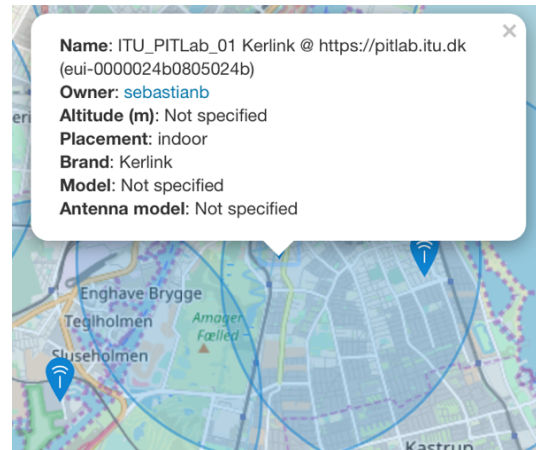 ×
Name: ITU_PITLab_01 Kerlink @ https://pitlab.itu.dk
(eui-0000024b0805024b)
Owner: sebastianb
Altitude (m): Not specified
Placement: indoor
Brand: Kerlink
Model: Not specified
Antenna model: Not specified
Enghave Brygge
Teglholmen
Amager
Fælled
Sluseholmen
Kastrup